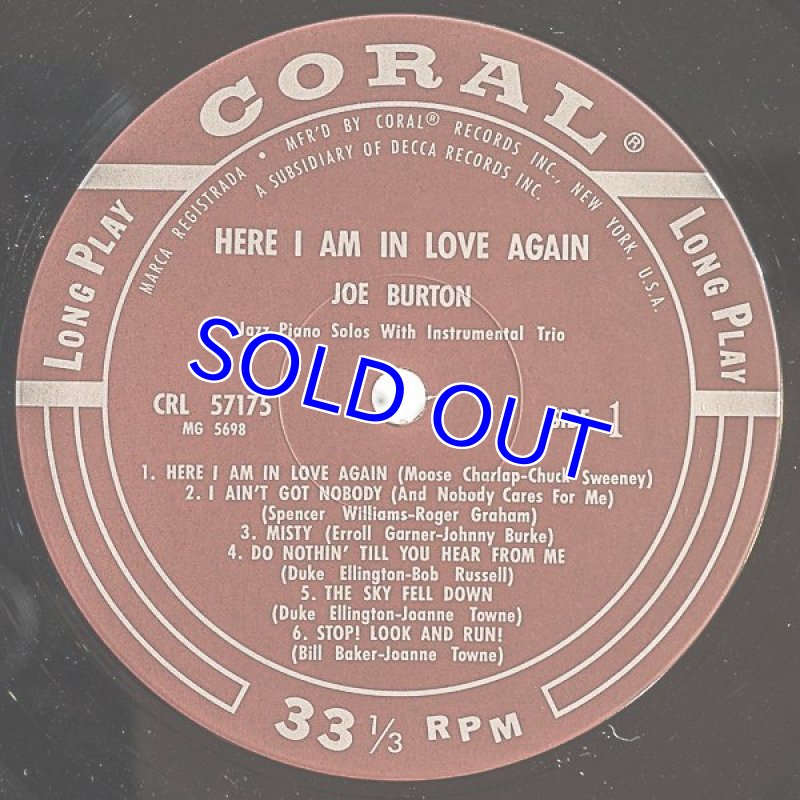 CORAL®
MARCA REGISTRADA • MFR'D BY CORAL® RECORDS INC., NEW YORK, U.S.A.
A SUBSIDIARY OF DECCA RECORDS INC.
LONG PLAY
LONG PLAY
HERE I AM IN LOVE AGAIN
JOE BURTON
Jazz Piano Solos With Instrumental Trio
SOLD OUT
CRL 57175
MG 5698
SIDE 1
1. HERE I AM IN LOVE AGAIN (Moose Charlap-Chuck Sweeney)
2. I AIN'T GOT NOBODY (And Nobody Cares For Me)
(Spencer Williams-Roger Graham)
3. MISTY (Erroll Garner-Johnny Burke)
4. DO NOTHIN' TILL YOU HEAR FROM ME
(Duke Ellington-Bob Russell)
5. THE SKY FELL DOWN
(Duke Ellington-Joanne Towne)
6. STOP! LOOK AND RUN!
(Bill Baker-Joanne Towne)
33 1/3 RPM